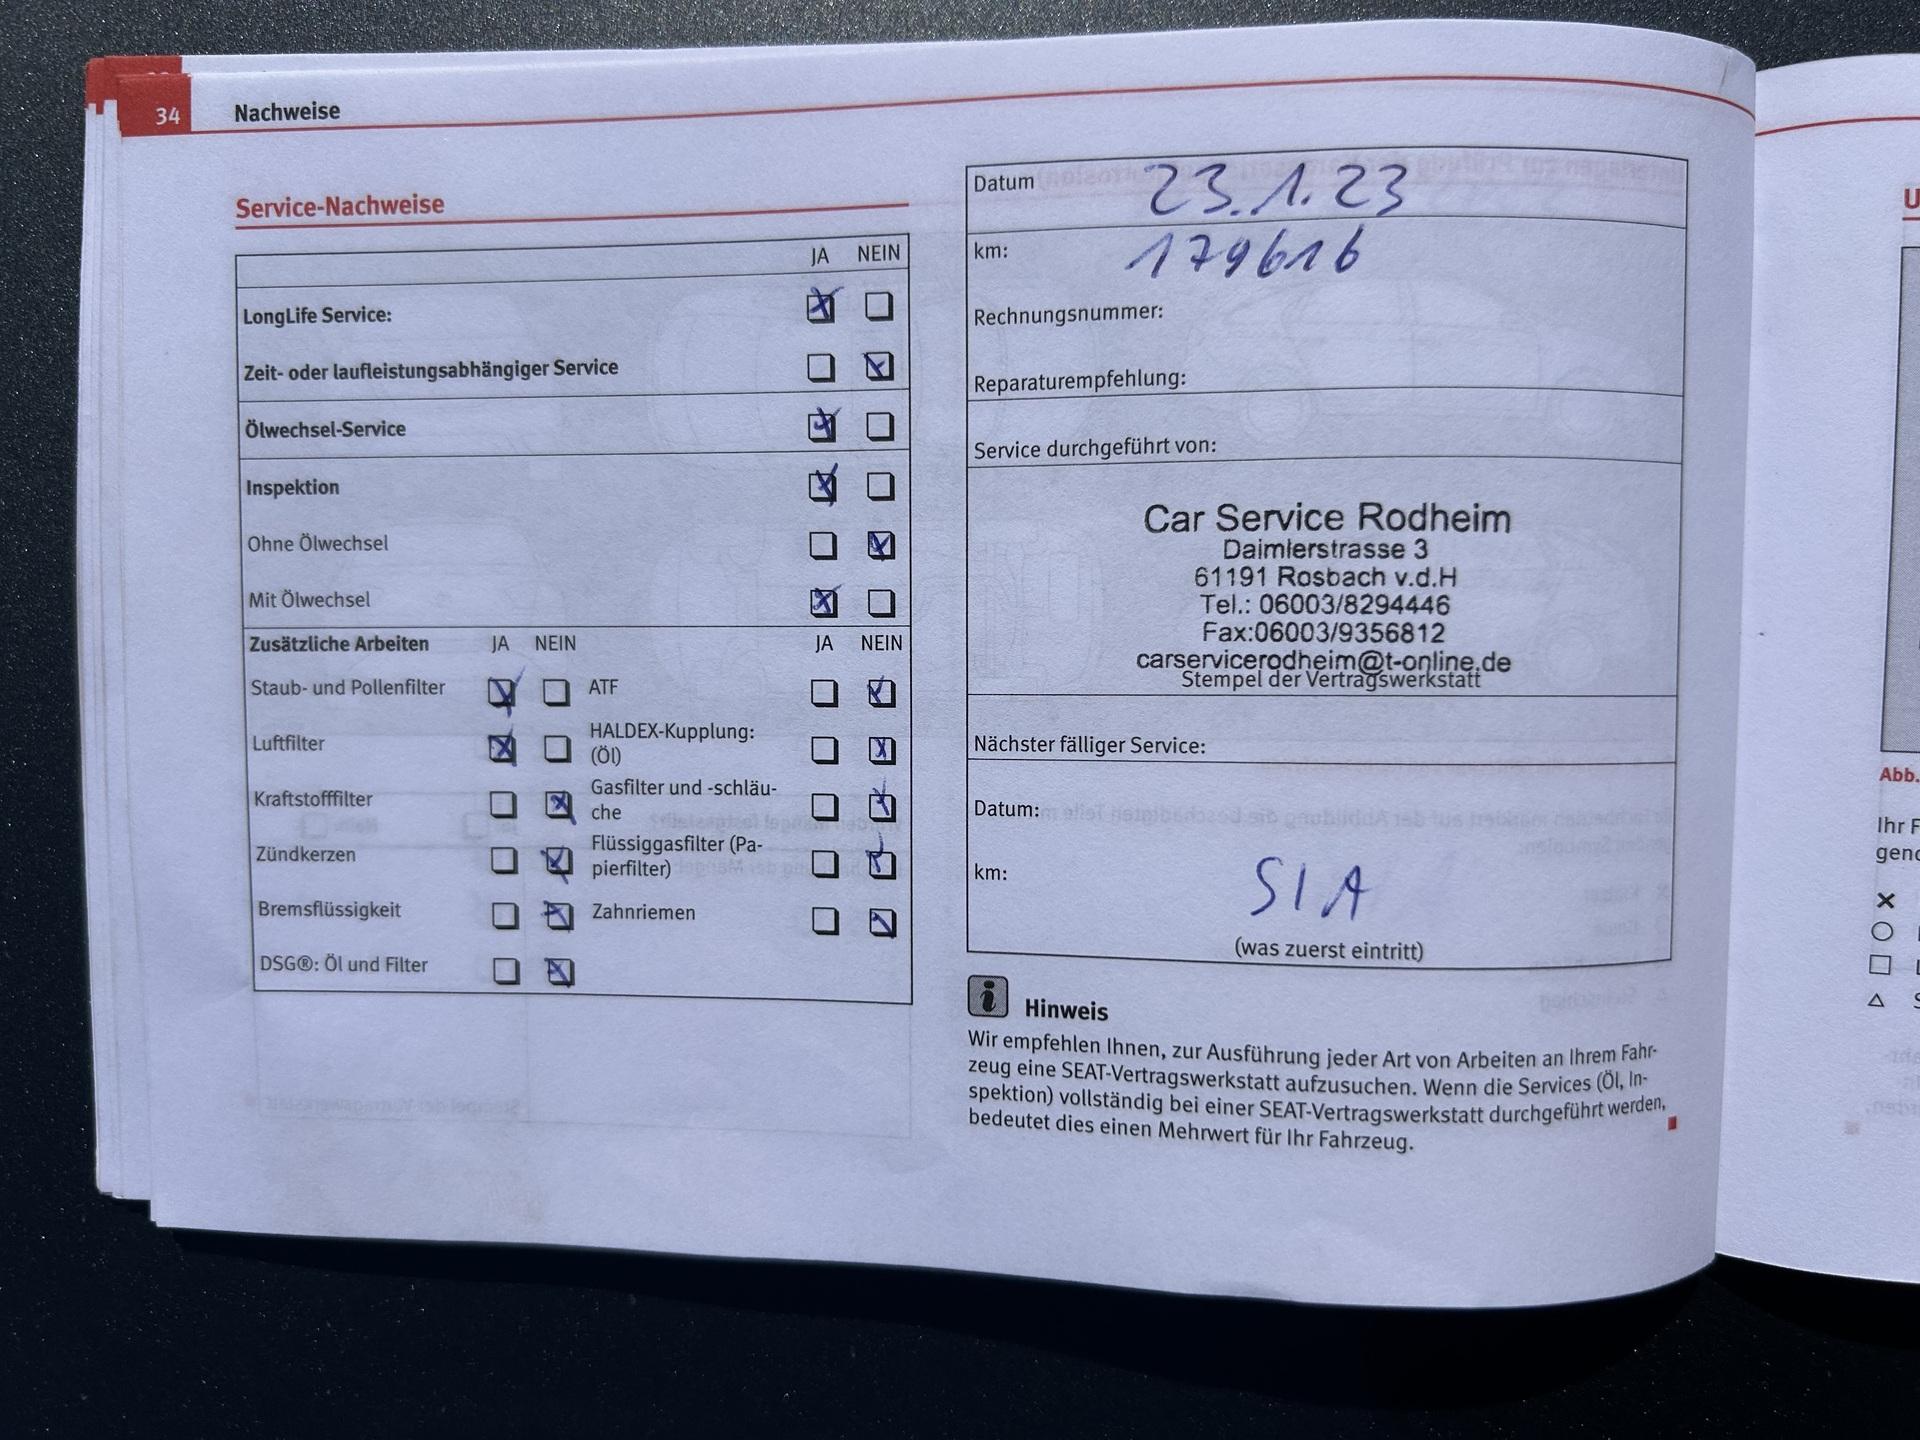 34 Nachweise
Service-Nachweise
JA NEIN
LongLife Service:
Zeit- oder laufleistungsabhängiger Service
Ölwechsel-Service
Inspektion
Ohne Ölwechsel
Mit Ölwechsel
Zusätzliche Arbeiten JA NEIN JA NEIN
Staub- und Pollenfilter ATF
Luftfilter HALDEX-Kupplung:
(Öl)
Kraftstofffilter Gasfilter und -schläu-
che
Zündkerzen Flüssiggasfilter (Pa-
pierfilter)
Bremsflüssigkeit Zahnriemen
DSG®: Öl und Filter
Datum 23.1.23
km: 179616
Rechnungsnummer:
Reparaturempfehlung:
Service durchgeführt von:
Car Service Rodheim
Daimlerstrasse 3
61191 Rosbach v.d.H
Tel.: 06003/8294446
Fax:06003/9356812
carservicerodheim@t-online.de
Stempel der Vertragswerkstatt
Nächster fälliger Service:
Datum:
km: SIA
(was zuerst eintritt)
Hinweis
Wir empfehlen Ihnen, zur Ausführung jeder Art von Arbeiten an Ihrem Fahr-
zeug eine SEAT-Vertragswerkstatt aufzusuchen. Wenn die Services (Öl, In-
spektion) vollständig bei einer SEAT-Vertragswerkstatt durchgeführt werden,
bedeutet dies einen Mehrwert für Ihr Fahrzeug.
Abb.
Ihr F
geno